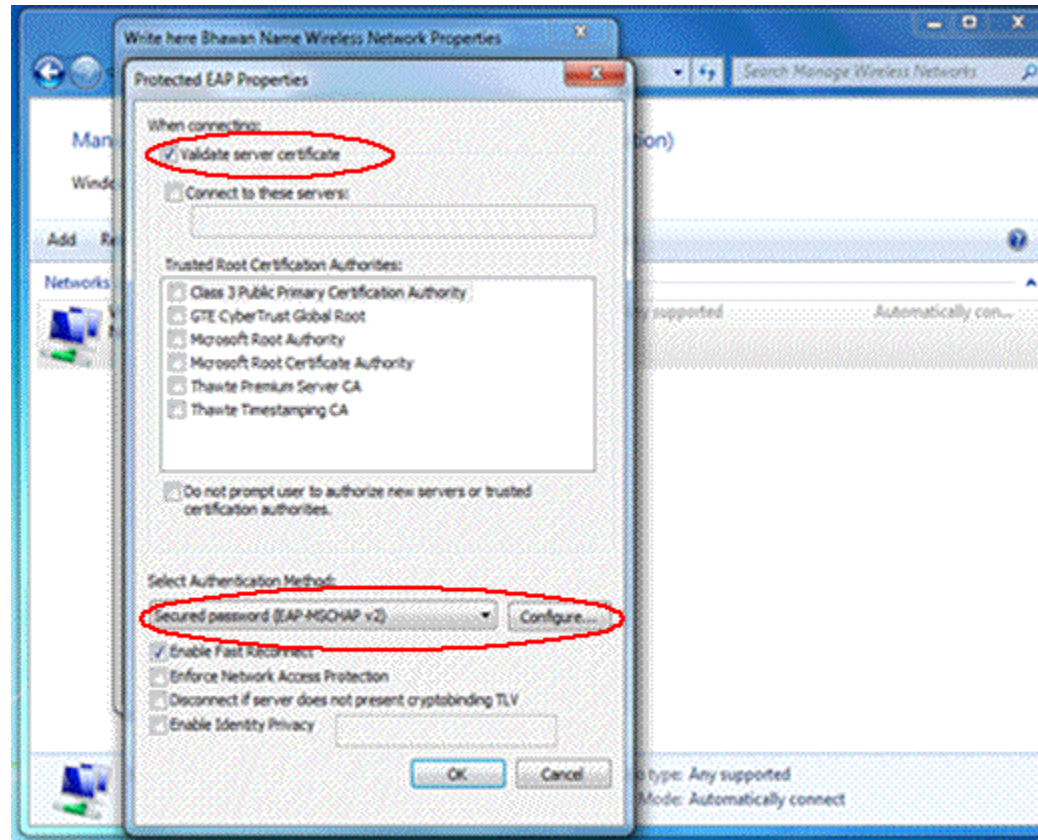 Write here Bhawan Name Wireless Network Properties
Protected EAP Properties
Search Manage Wireless Networks
When connecting:
Validate server certificate
Connect to these servers:
Man
tion)
Windo
Add Re
Trusted Root Certification Authorities:
Networks
Class 3 Public Primary Certification Authority
GTE CyberTrust Global Root
Microsoft Root Authority
Microsoft Root Certificate Authority
Thawte Premium Server CA
Thawte Timestamping CA
supported Automatically con...
Do not prompt user to authorize new servers or trusted
certification authorities.
Select Authentication Method:
Secured password (EAP-MSCHAP v2) Configure...
Enable Fast Reconnect
Enforce Network Access Protection
Disconnect if server does not present cryptobinding TLV
Enable Identity Privacy
OK Cancel
type: Any supported
Mode: Automatically connect